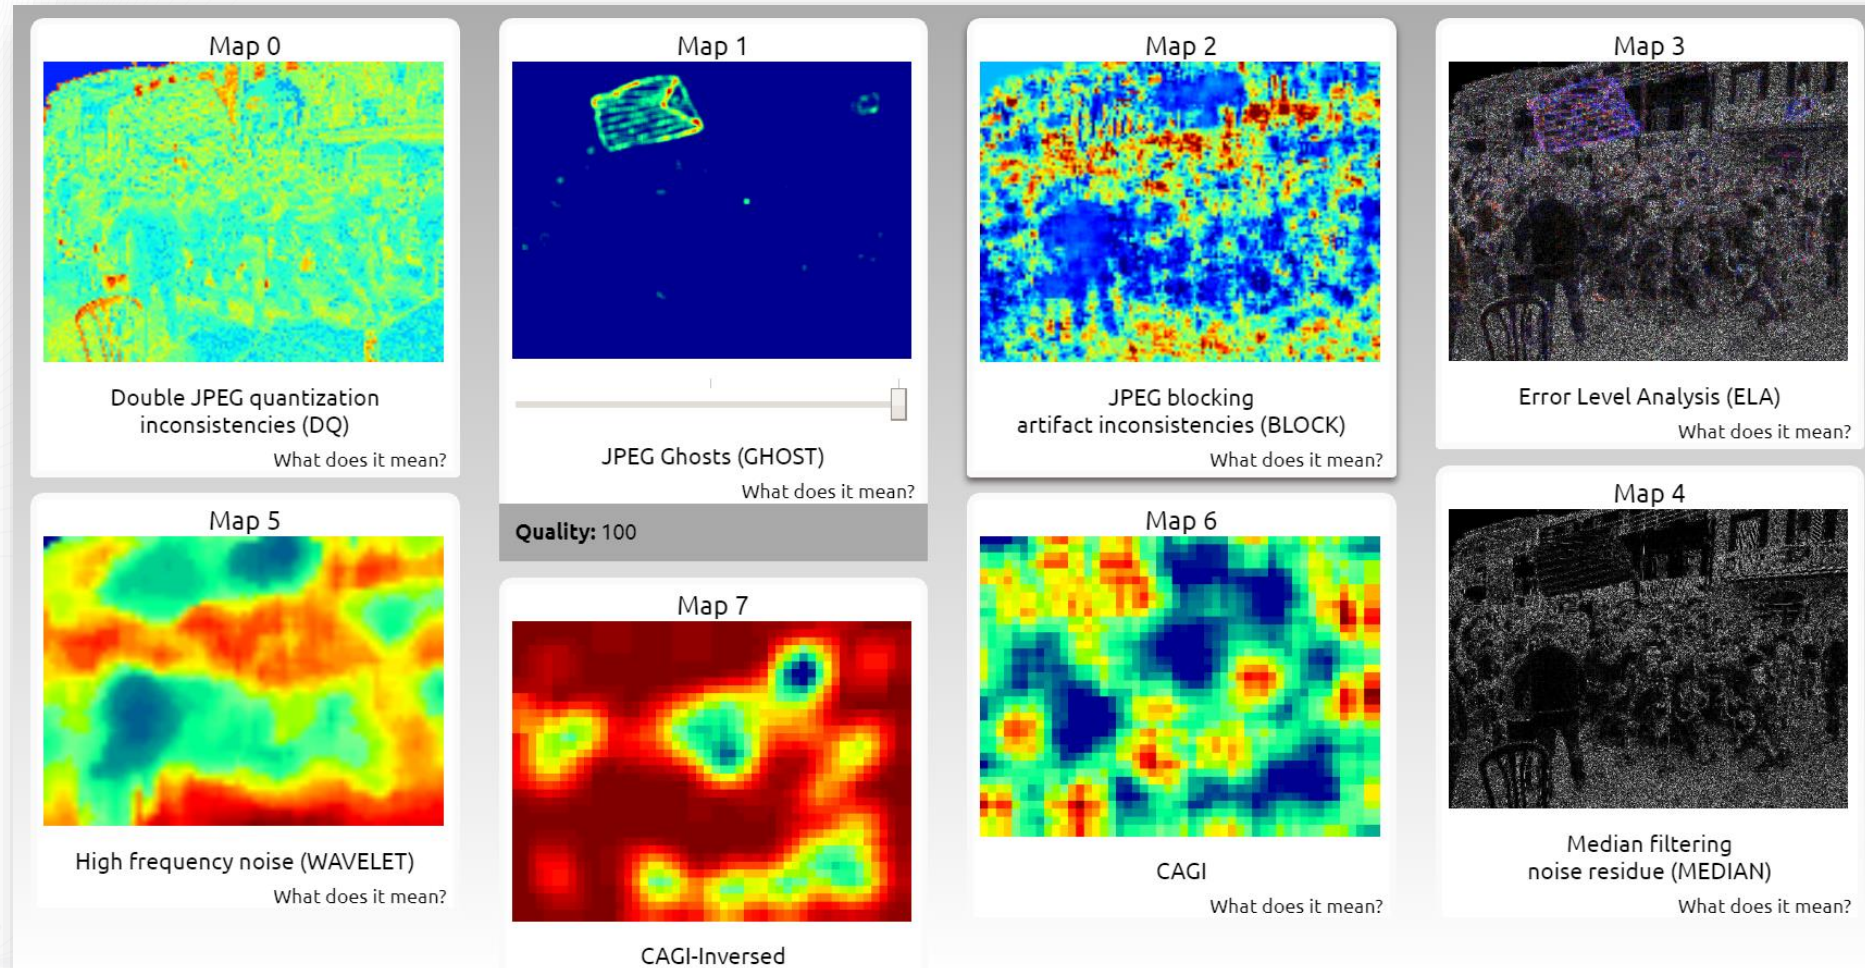 Map 0
Double JPEG quantization
inconsistencies (DQ)
What does it mean?
Map 1
JPEG Ghosts (GHOST)
What does it mean?
Quality: 100
Map 2
JPEG blocking
artifact inconsistencies (BLOCK)
What does it mean?
Map 3
Error Level Analysis (ELA)
What does it mean?
Map 5
High frequency noise (WAVELET)
What does it mean?
Map 7
CAGI-Inversed
Map 6
CAGI
What does it mean?
Map 4
Median filtering
noise residue (MEDIAN)
What does it mean?